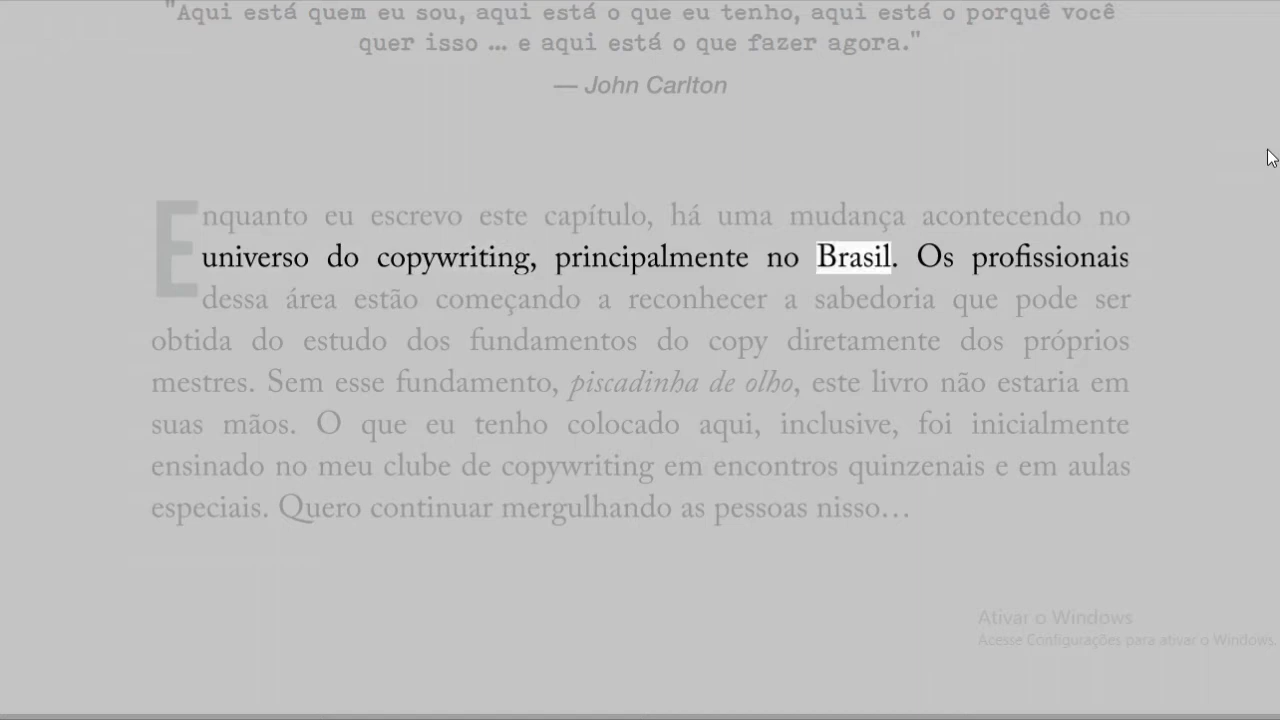 "Aqui está quem eu sou, aqui está o que eu tenho, aqui está o porquê você
quer isso ... e aqui está o que fazer agora."
— John Carlton
Enquanto eu escrevo este capítulo, há uma mudança acontecendo no
universo do copywriting, principalmente no Brasil. Os profissionais
dessa área estão começando a reconhecer a sabedoria que pode ser
obtida do estudo dos fundamentos do copy diretamente dos próprios
mestres. Sem esse fundamento, piscadinha de olho, este livro não estaria em
suas mãos. O que eu tenho colocado aqui, inclusive, foi inicialmente
ensinado no meu clube de copywriting em encontros quinzenais e em aulas
especiais. Quero continuar mergulhando as pessoas nisso…
Ativar o Windows
Acesse Configurações para ativar o Windows.